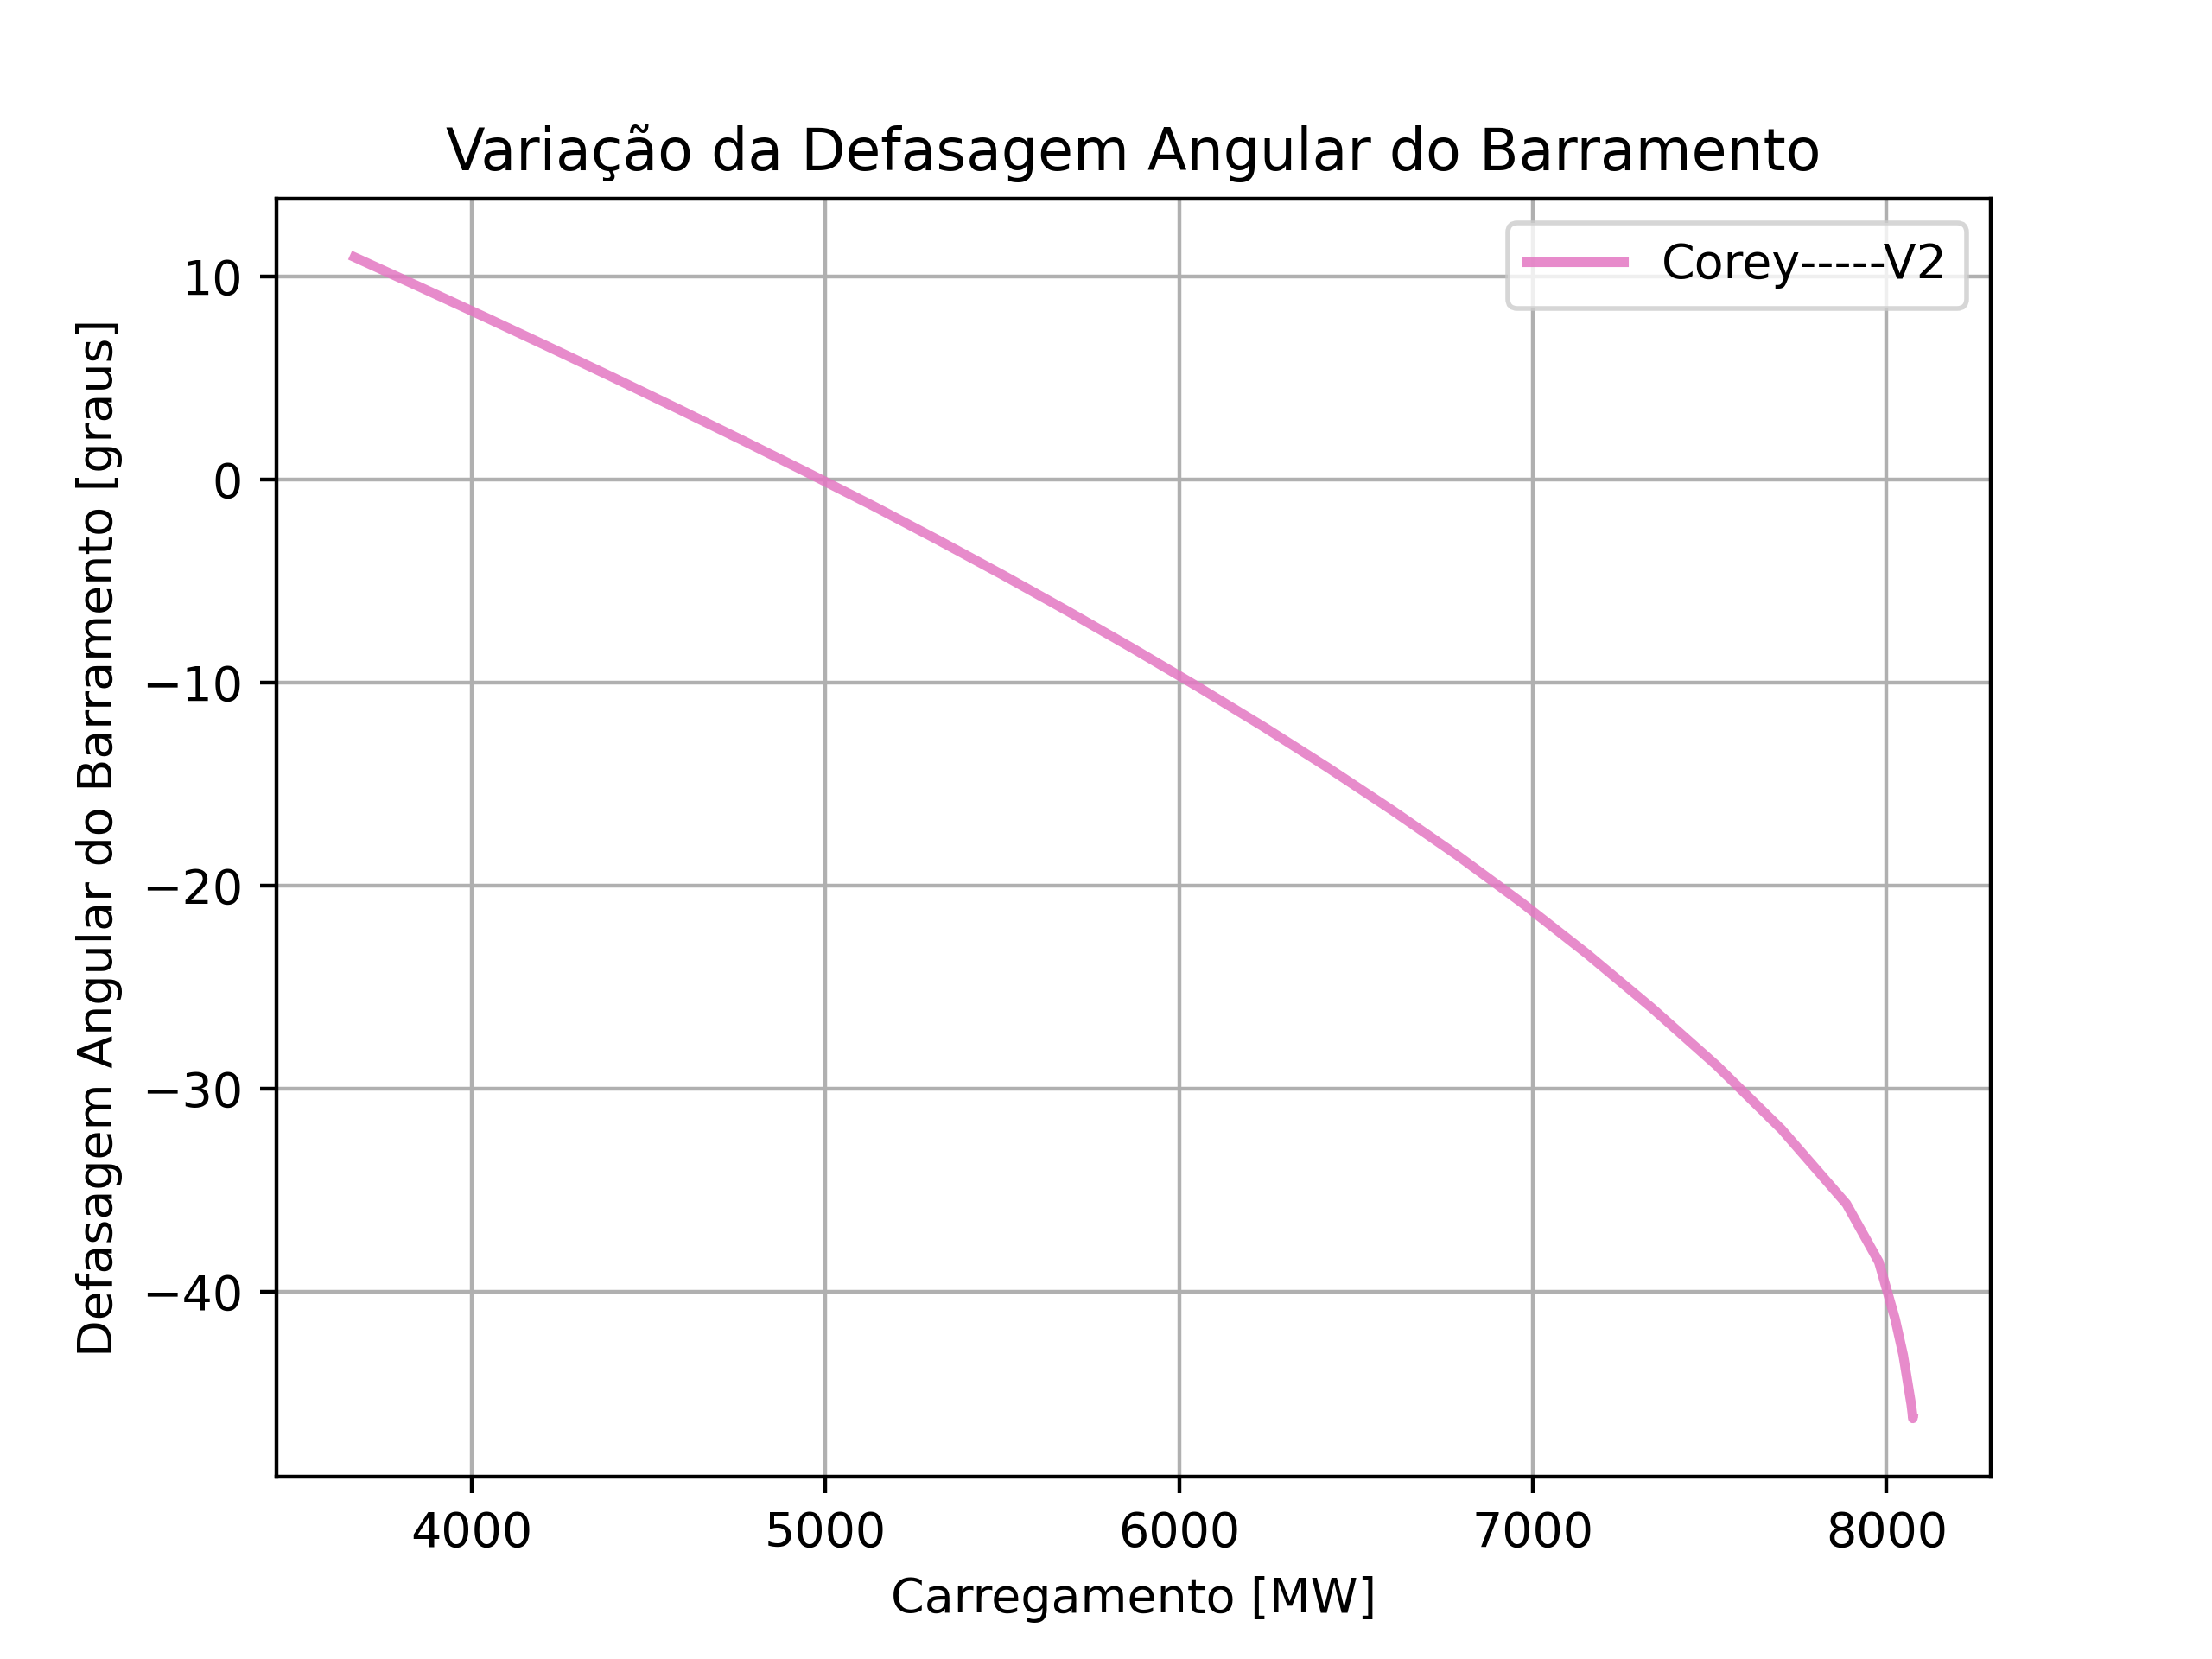 Variação da Defasagem Angular do Barramento
Corey-----V2
Defasagem Angular do Barramento [graus]
10
0
−10
−20
−30
−40
4000 5000 6000 7000 8000
Carregamento [MW]